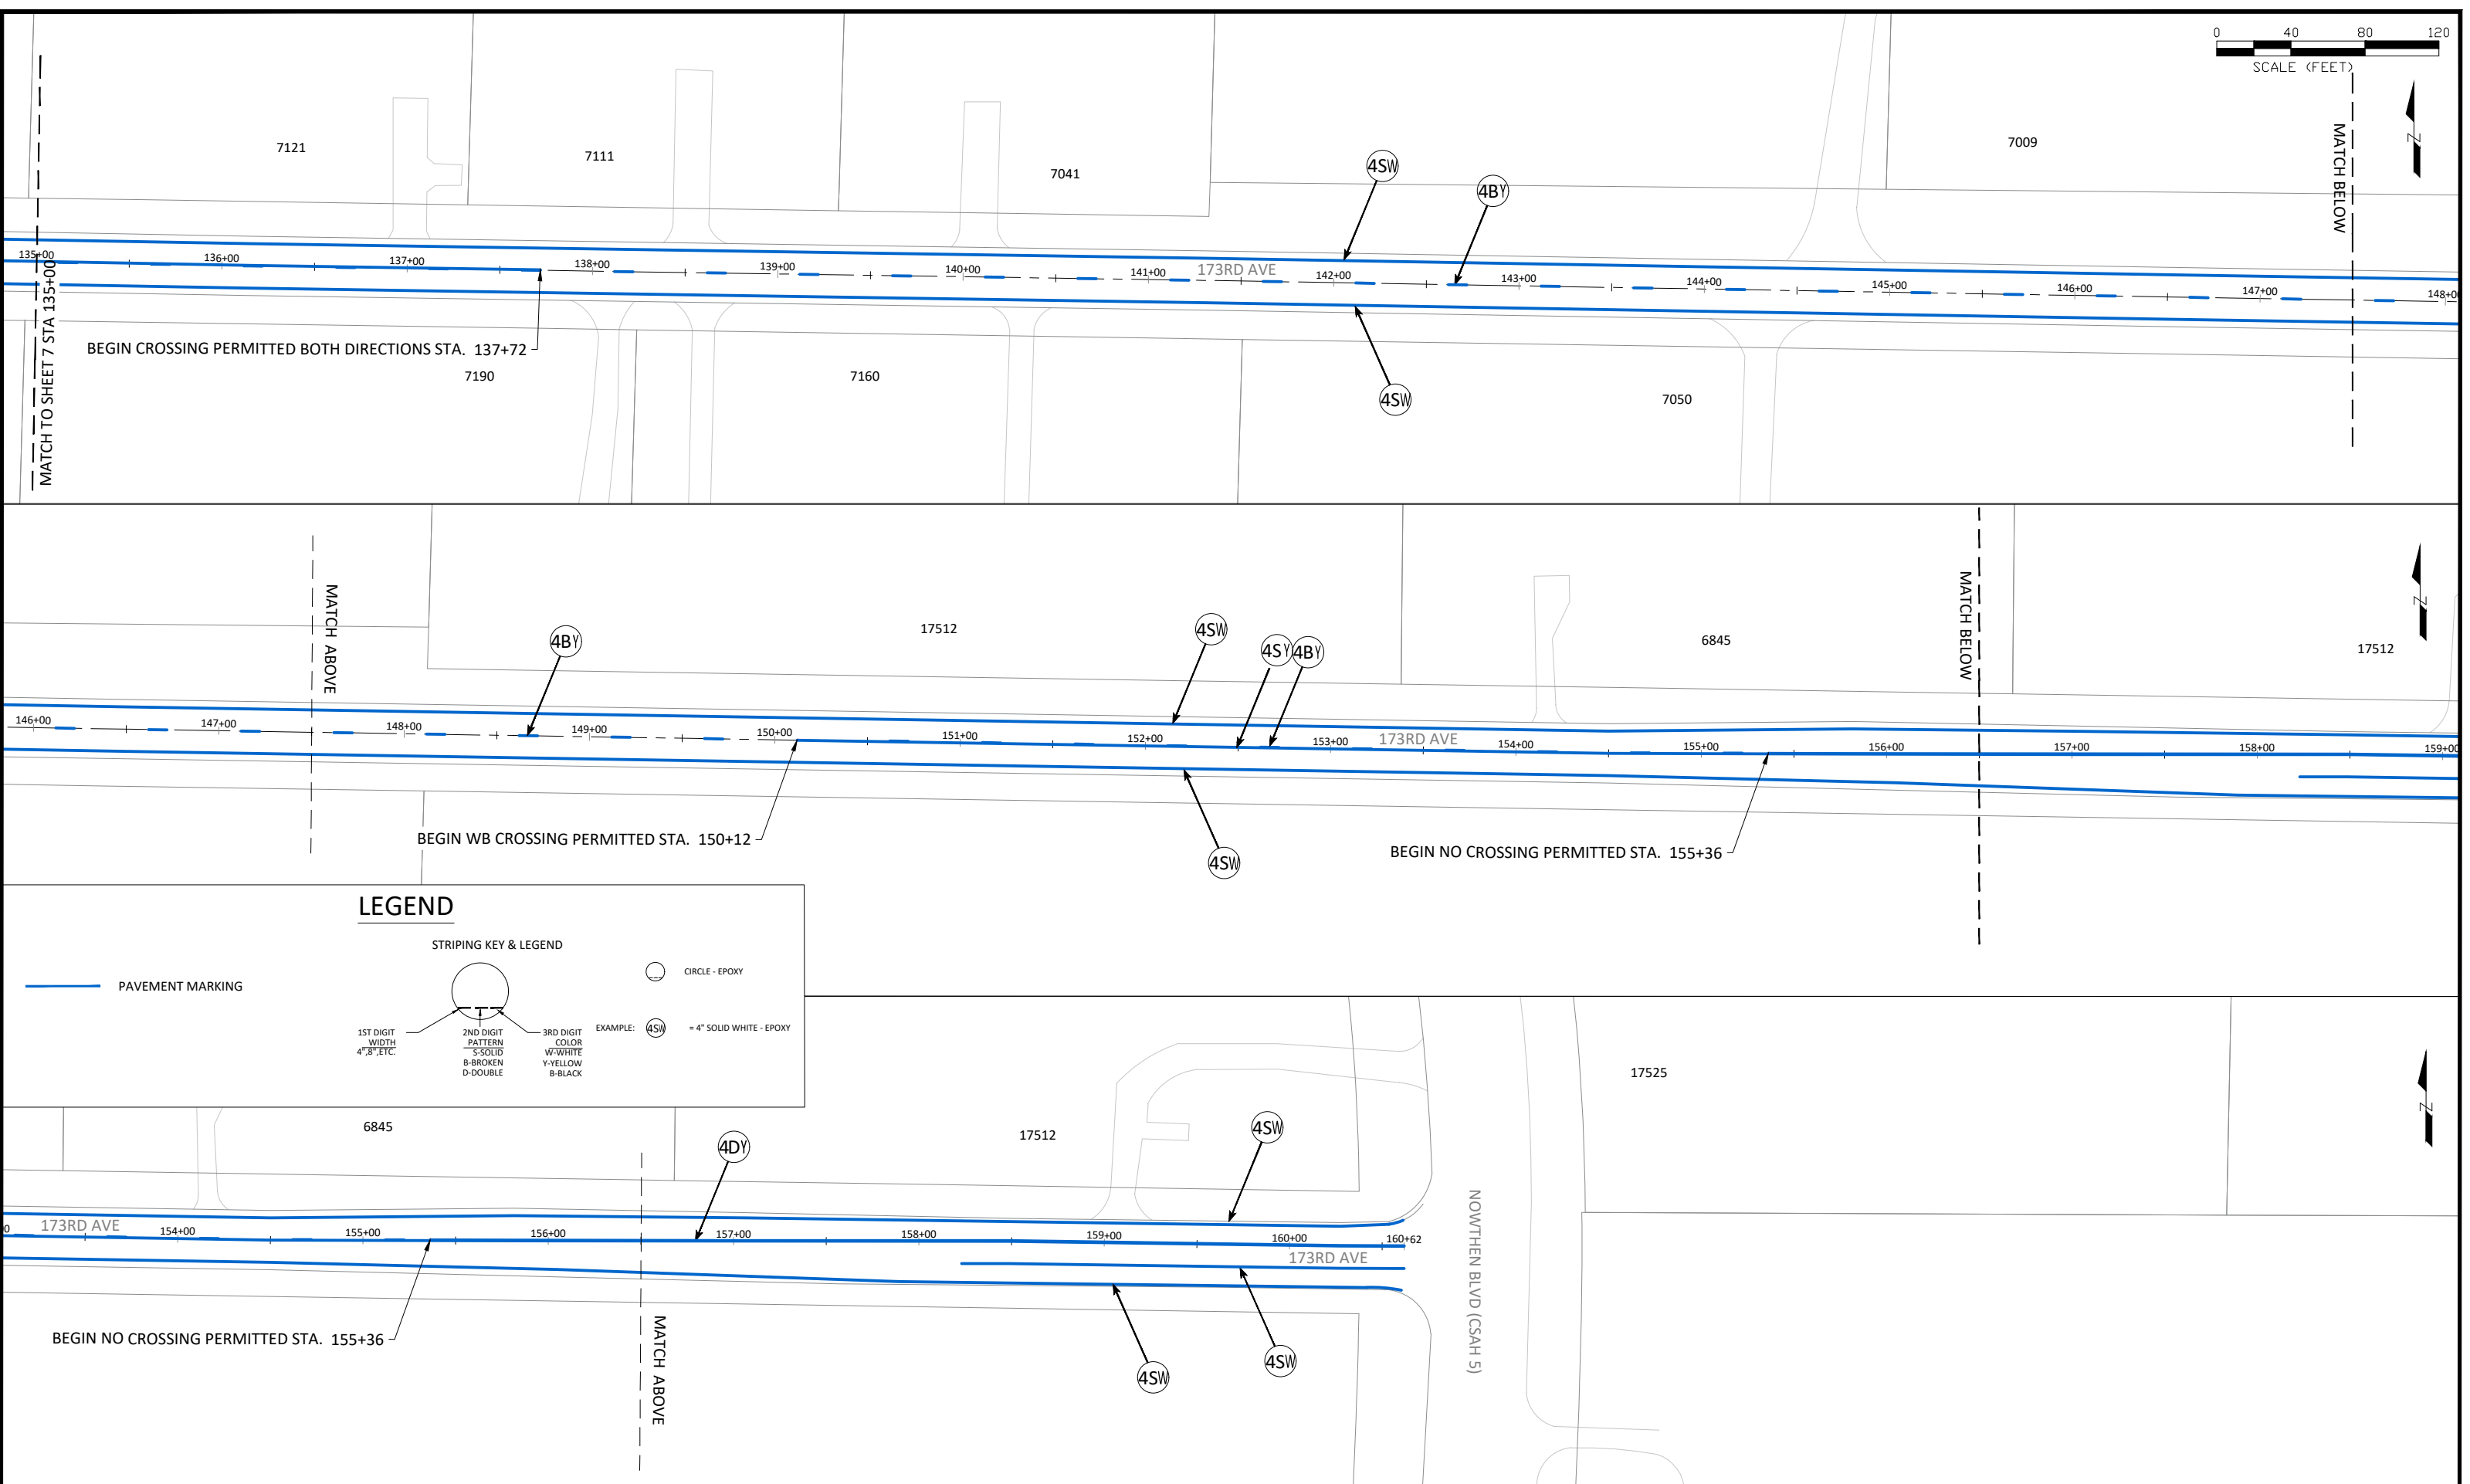 0 40 80 120
SCALE (FEET)
N
7121
7111
7041
7009
4SW
4BY
MATCH BELOW
135+00 136+00 137+00 138+00 139+00 140+00 141+00 173RD AVE 142+00 143+00 144+00 145+00 146+00 147+00 148+00
MATCH TO SHEET 7 STA 135+00
BEGIN CROSSING PERMITTED BOTH DIRECTIONS STA. 137+72
7190
7160
7050
4SW
N
MATCH ABOVE
4BY
17512
4SW
4SY
4BY
6845
MATCH BELOW
17512
146+00 147+00 148+00 149+00 150+00 151+00 152+00 153+00 173RD AVE 154+00 155+00 156+00 157+00 158+00 159+00
BEGIN WB CROSSING PERMITTED STA. 150+12
4SW
BEGIN NO CROSSING PERMITTED STA. 155+36
LEGEND
STRIPING KEY & LEGEND
PAVEMENT MARKING
CIRCLE - EPOXY
1ST DIGIT
WIDTH
4",8",ETC.
2ND DIGIT
PATTERN
S-SOLID
B-BROKEN
D-DOUBLE
3RD DIGIT
COLOR
W-WHITE
Y-YELLOW
B-BLACK
EXAMPLE: 4SW = 4" SOLID WHITE - EPOXY
N
6845
4DY
17512
4SW
17525
0 173RD AVE 154+00 155+00 156+00 157+00 158+00 159+00 160+00 160+62
173RD AVE
NOWTHEN BLVD (CSAH 5)
BEGIN NO CROSSING PERMITTED STA. 155+36
MATCH ABOVE
4SW
4SW